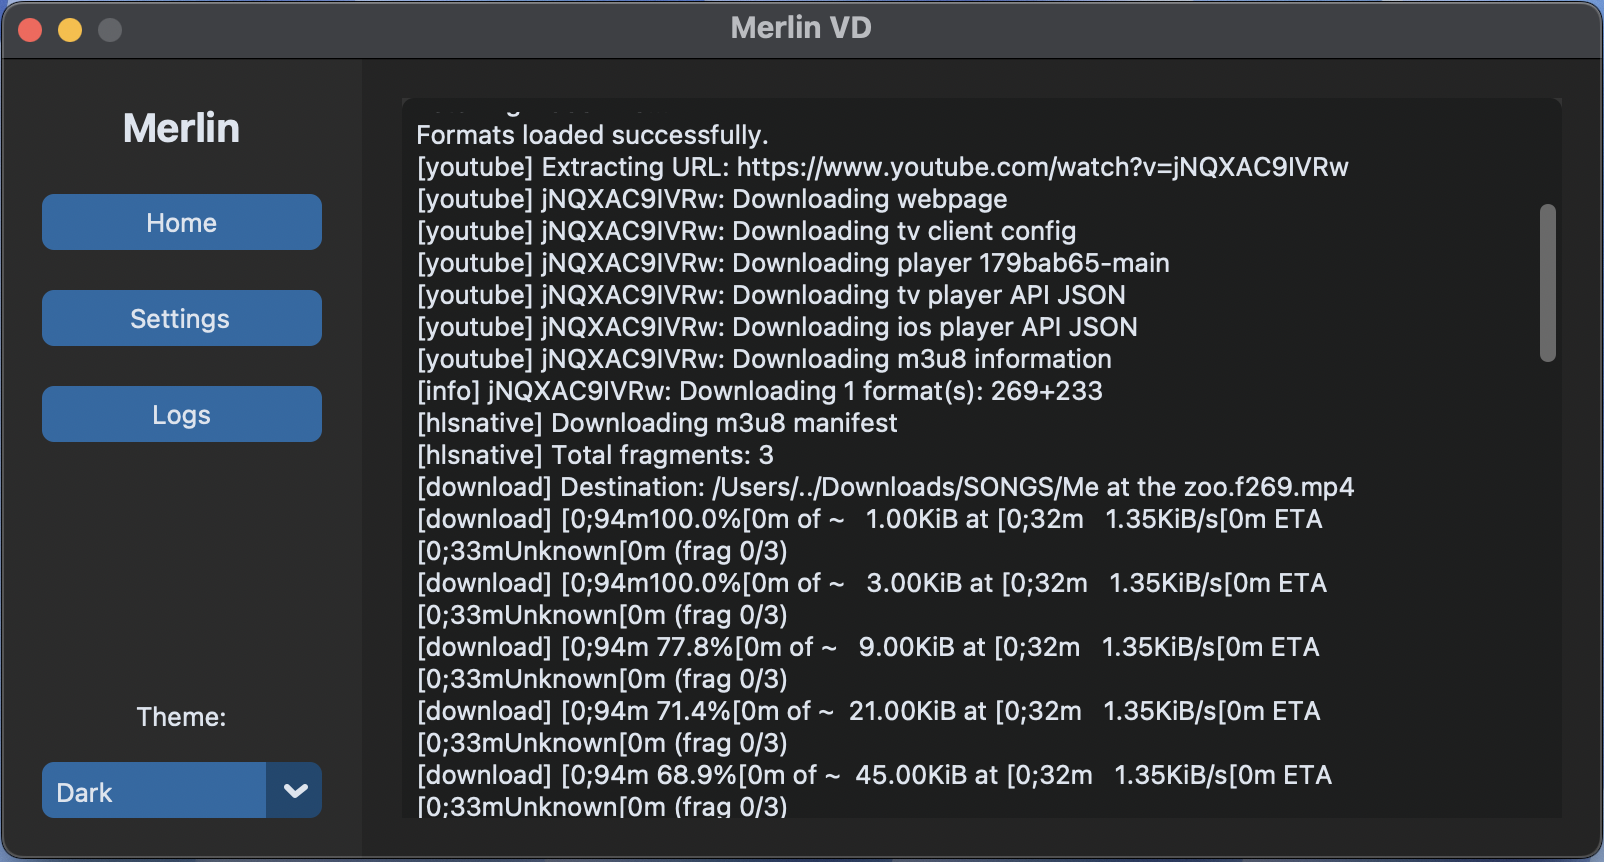 Merlin VD
Merlin
Home
Settings
Logs
Theme:
Dark
Formats loaded successfully.
[youtube] Extracting URL: https://www.youtube.com/watch?v=jNQXAC9IVRw
[youtube] jNQXAC9IVRw: Downloading webpage
[youtube] jNQXAC9IVRw: Downloading tv client config
[youtube] jNQXAC9IVRw: Downloading player 179bab65-main
[youtube] jNQXAC9IVRw: Downloading tv player API JSON
[youtube] jNQXAC9IVRw: Downloading ios player API JSON
[youtube] jNQXAC9IVRw: Downloading m3u8 information
[info] jNQXAC9IVRw: Downloading 1 format(s): 269+233
[hlsnative] Downloading m3u8 manifest
[hlsnative] Total fragments: 3
[download] Destination: /Users/../Downloads/SONGS/Me at the zoo.f269.mp4
[download] [0;94m100.0%[0m of ~   1.00KiB at [0;32m   1.35KiB/s[0m ETA
[0;33mUnknown[0m (frag 0/3)
[download] [0;94m100.0%[0m of ~   3.00KiB at [0;32m   1.35KiB/s[0m ETA
[0;33mUnknown[0m (frag 0/3)
[download] [0;94m 77.8%[0m of ~   9.00KiB at [0;32m   1.35KiB/s[0m ETA
[0;33mUnknown[0m (frag 0/3)
[download] [0;94m 71.4%[0m of ~  21.00KiB at [0;32m   1.35KiB/s[0m ETA
[0;33mUnknown[0m (frag 0/3)
[download] [0;94m 68.9%[0m of ~  45.00KiB at [0;32m   1.35KiB/s[0m ETA
[0;33mUnknown[0m (frag 0/3)